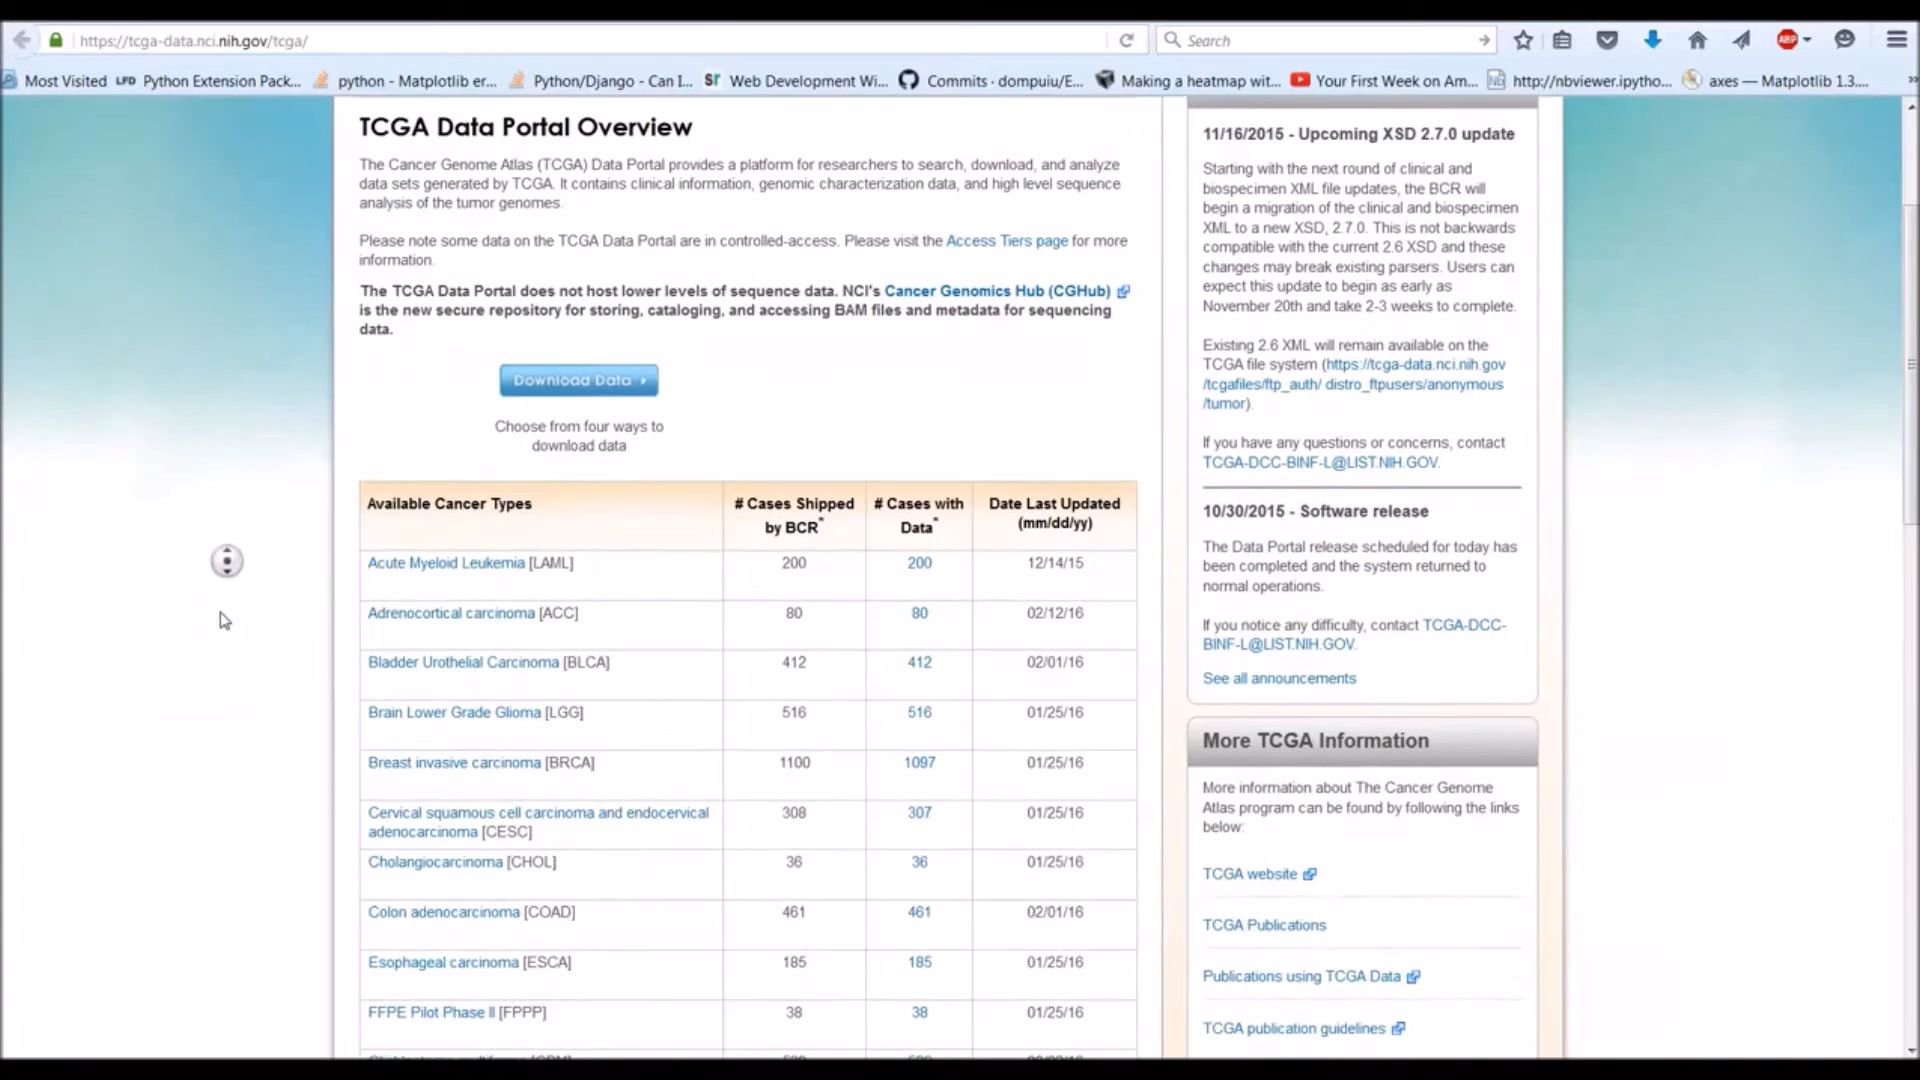 https://tcga-data.nci.nih.gov/tcga/
Search
ABP
Most Visited
LFD Python Extension Pack...
python - Matplotlib er...
Python/Django - Can I...
Sr Web Development Wi...
Commits · dompuiu/E...
Making a heatmap wit...
Your First Week on Am...
http://nbviewer.ipytho...
axes — Matplotlib 1.3....
TCGA Data Portal Overview
The Cancer Genome Atlas (TCGA) Data Portal provides a platform for researchers to search, download, and analyze
data sets generated by TCGA. It contains clinical information, genomic characterization data, and high level sequence
analysis of the tumor genomes.
Please note some data on the TCGA Data Portal are in controlled-access. Please visit the Access Tiers page for more
information.
The TCGA Data Portal does not host lower levels of sequence data. NCI's Cancer Genomics Hub (CGHub)
is the new secure repository for storing, cataloging, and accessing BAM files and metadata for sequencing
data.
Download Data
Choose from four ways to
download data
Available Cancer Types
# Cases Shipped
by BCR*
# Cases with
Data*
Date Last Updated
(mm/dd/yy)
Acute Myeloid Leukemia [LAML] 200 200 12/14/15
Adrenocortical carcinoma [ACC] 80 80 02/12/16
Bladder Urothelial Carcinoma [BLCA] 412 412 02/01/16
Brain Lower Grade Glioma [LGG] 516 516 01/25/16
Breast invasive carcinoma [BRCA] 1100 1097 01/25/16
Cervical squamous cell carcinoma and endocervical 308 307 01/25/16
adenocarcinoma [CESC]
Cholangiocarcinoma [CHOL] 36 36 01/25/16
Colon adenocarcinoma [COAD] 461 461 02/01/16
Esophageal carcinoma [ESCA] 185 185 01/25/16
FFPE Pilot Phase II [FPPP] 38 38 01/25/16
11/16/2015 - Upcoming XSD 2.7.0 update
Starting with the next round of clinical and
biospecimen XML file updates, the BCR will
begin a migration of the clinical and biospecimen
XML to a new XSD, 2.7.0. This is not backwards
compatible with the current 2.6 XSD and these
changes may break existing parsers. Users can
expect this update to begin as early as
November 20th and take 2-3 weeks to complete.
Existing 2.6 XML will remain available on the
TCGA file system (https://tcga-data.nci.nih.gov
/tcgafiles/ftp_auth/ distro_ftpusers/anonymous
/tumor).
If you have any questions or concerns, contact
TCGA-DCC-BINF-L@LIST.NIH.GOV.
10/30/2015 - Software release
The Data Portal release scheduled for today has
been completed and the system returned to
normal operations.
If you notice any difficulty, contact TCGA-DCC-
BINF-L@LIST.NIH.GOV.
See all announcements
More TCGA Information
More information about The Cancer Genome
Atlas program can be found by following the links
below:
TCGA website
TCGA Publications
Publications using TCGA Data
TCGA publication guidelines